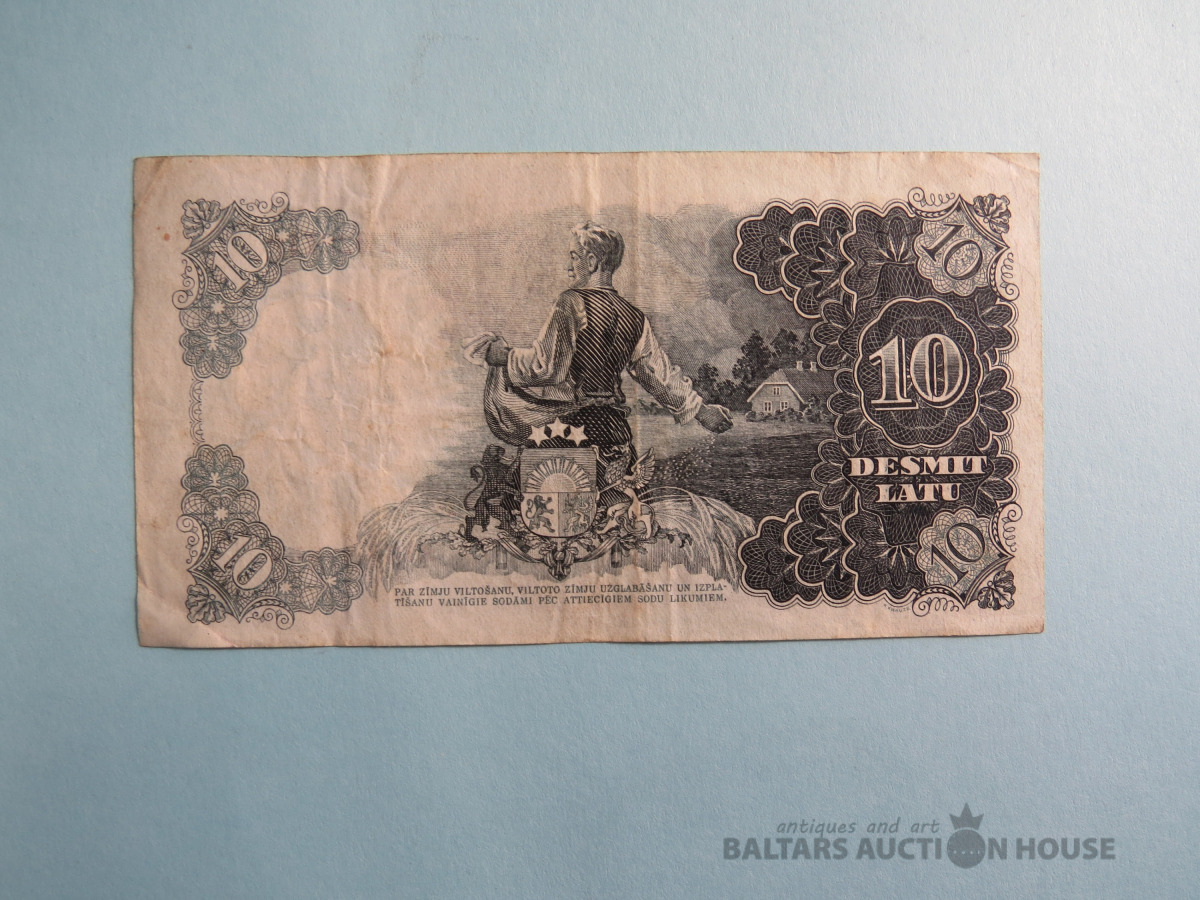 10
10
10
DESMIT
LATU
10
10
PAR ZĪMJU VILTOŠANU, VILTOTO ZĪMJU UZGLABĀŠANU UN IZPLA-
TĪŠANU VAINĪGIE SODĀMI PĒC ATTIECĪGIEM SODU LIKUMIEM.
antiques and art
BALTARS AUCTION HOUSE